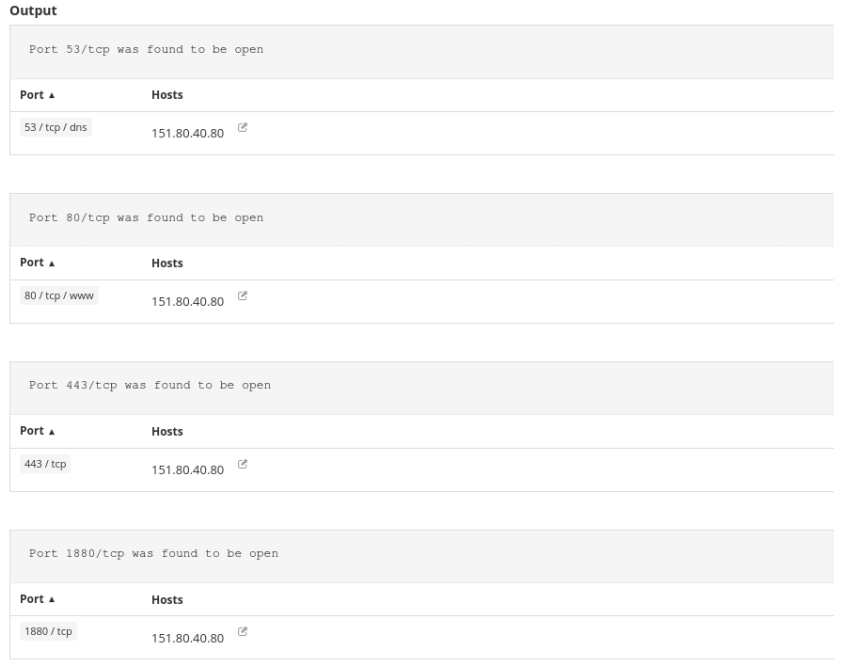 Output
Port 53/tcp was found to be open
Port ▲ Hosts
53 / tcp / dns 151.80.40.80
Port 80/tcp was found to be open
Port ▲ Hosts
80 / tcp / www 151.80.40.80
Port 443/tcp was found to be open
Port ▲ Hosts
443 / tcp 151.80.40.80
Port 1880/tcp was found to be open
Port ▲ Hosts
1880 / tcp 151.80.40.80